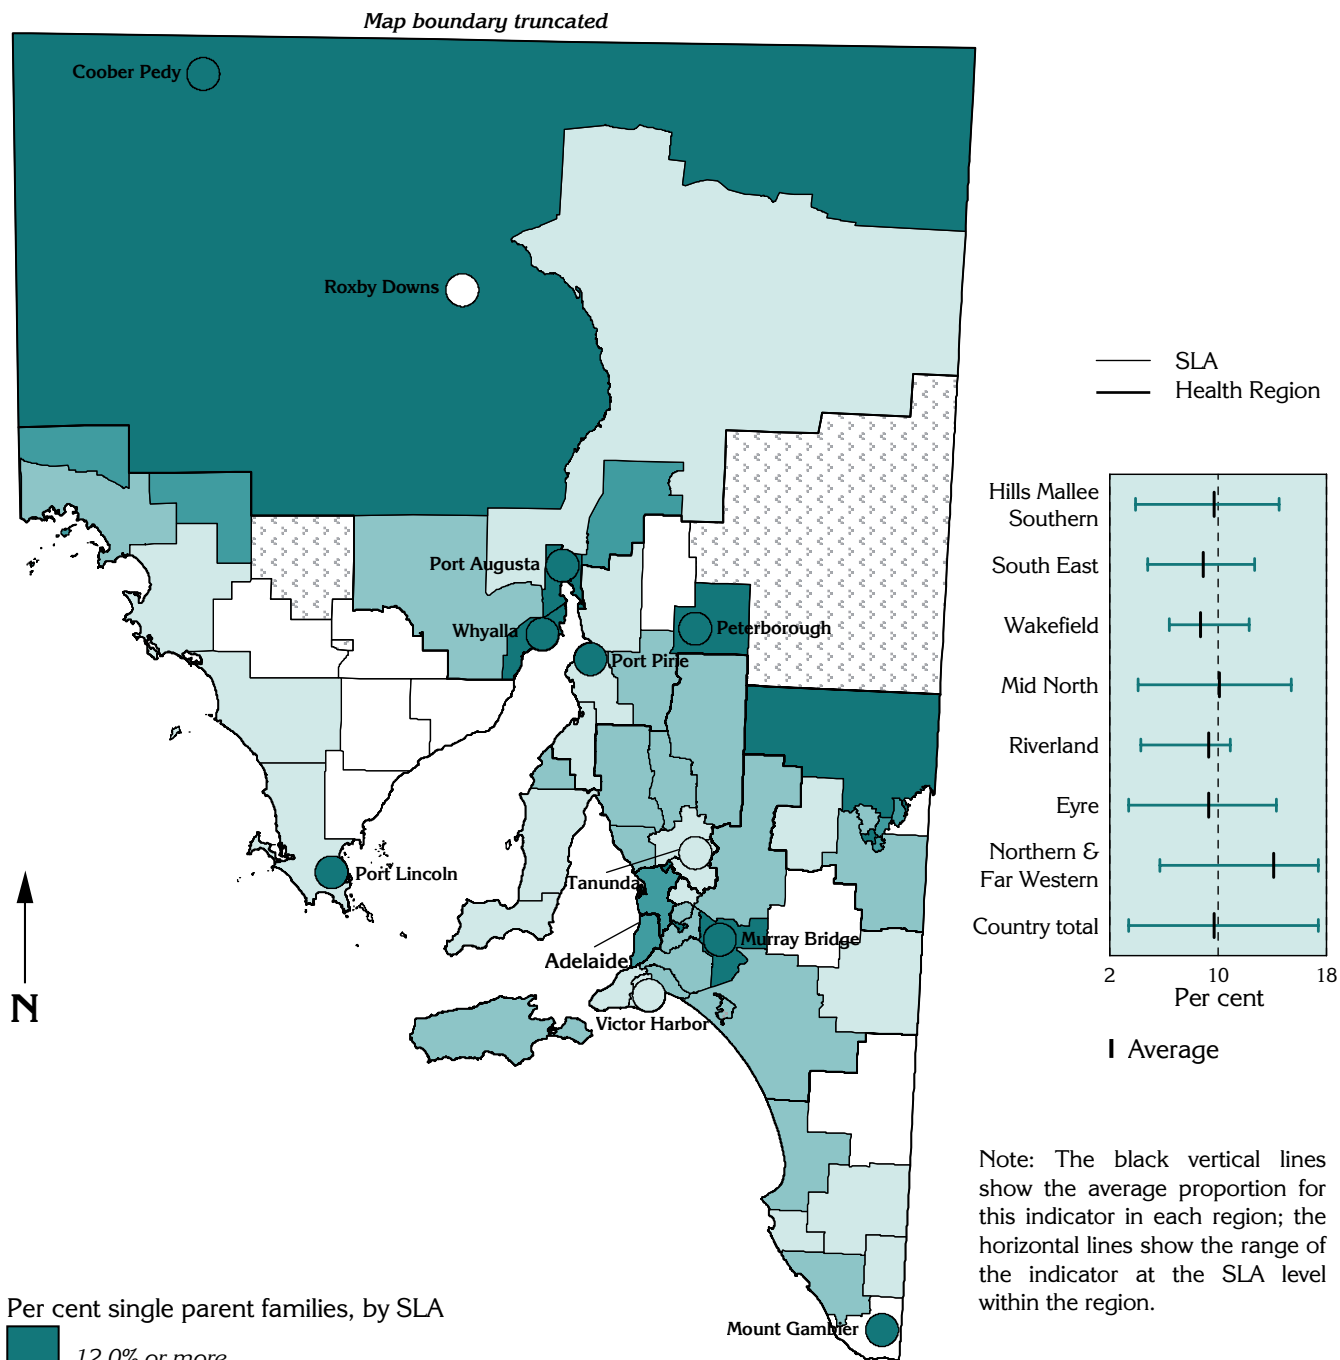 Map boundary truncated
Coober Pedy
Roxby Downs
SLA
Health Region
Hills Mallee
Southern
South East
Wakefield
Mid North
Riverland
Eyre
Northern &
Far Western
Country total
2
10
18
Per cent
Average
Port Augusta
Whyalla
Peterborough
Port Pirie
Port Lincoln
Tanunda
Murray Bridge
Adelaide
Victor Harbor
N
Mount Gambier
Note: The black vertical lines
show the average proportion for
this indicator in each region; the
horizontal lines show the range of
the indicator at the SLA level
within the region.
Per cent single parent families, by SLA
12.0% or more